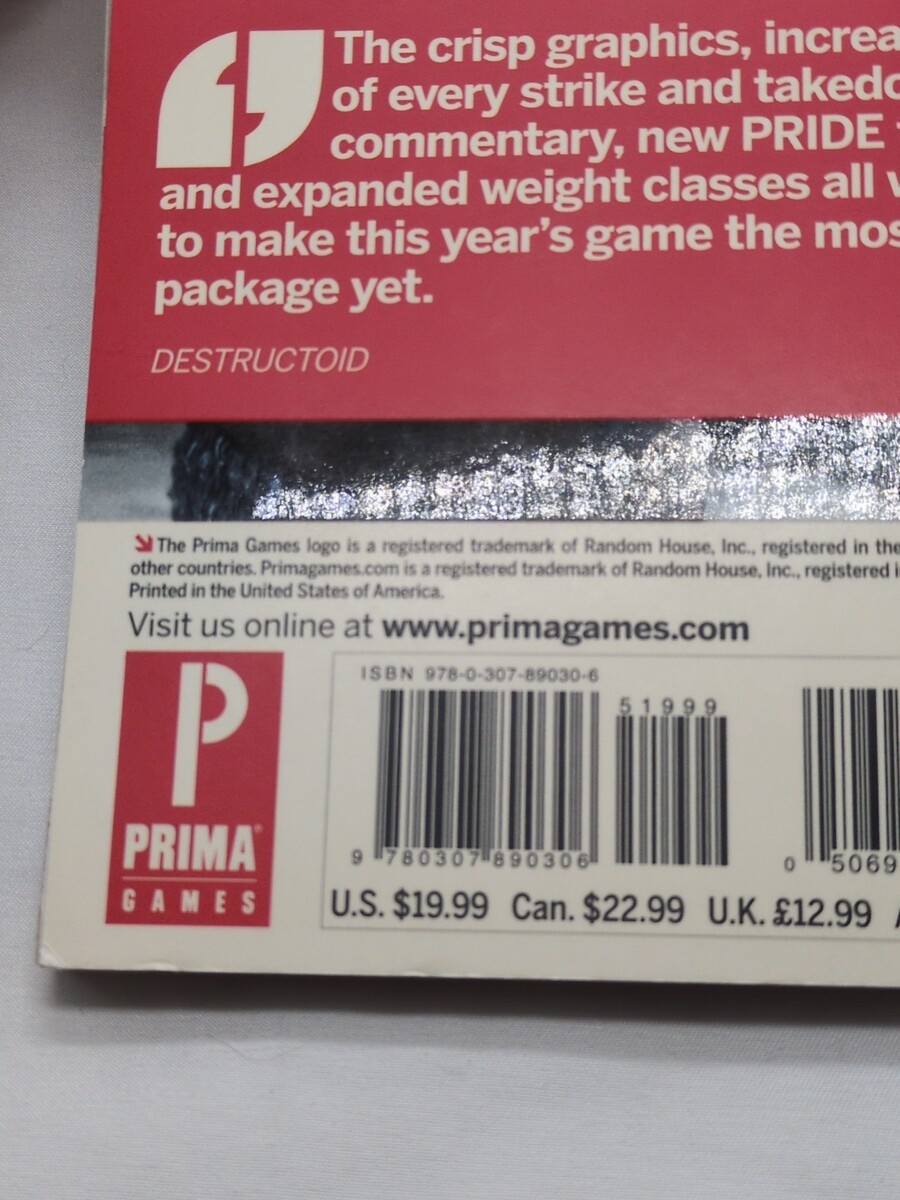 The crisp graphics, increa
of every strike and takedo
commentary, new PRIDE
and expanded weight classes all
to make this year's game the mos
package yet.
DESTRUCTOID
The Prima Games logo is a registered trademark of Random House, Inc., registered in the
other countries. Primagames.com is a registered trademark of Random House, Inc., registered i
Printed in the United States of America.
Visit us online at www.primagames.com
ISBN 978-0-307-89030-6
51999
9 780307 890306
0 5069
U.S. $19.99 Can. $22.99 U.K. £12.99
P
PRIMA®
GAMES